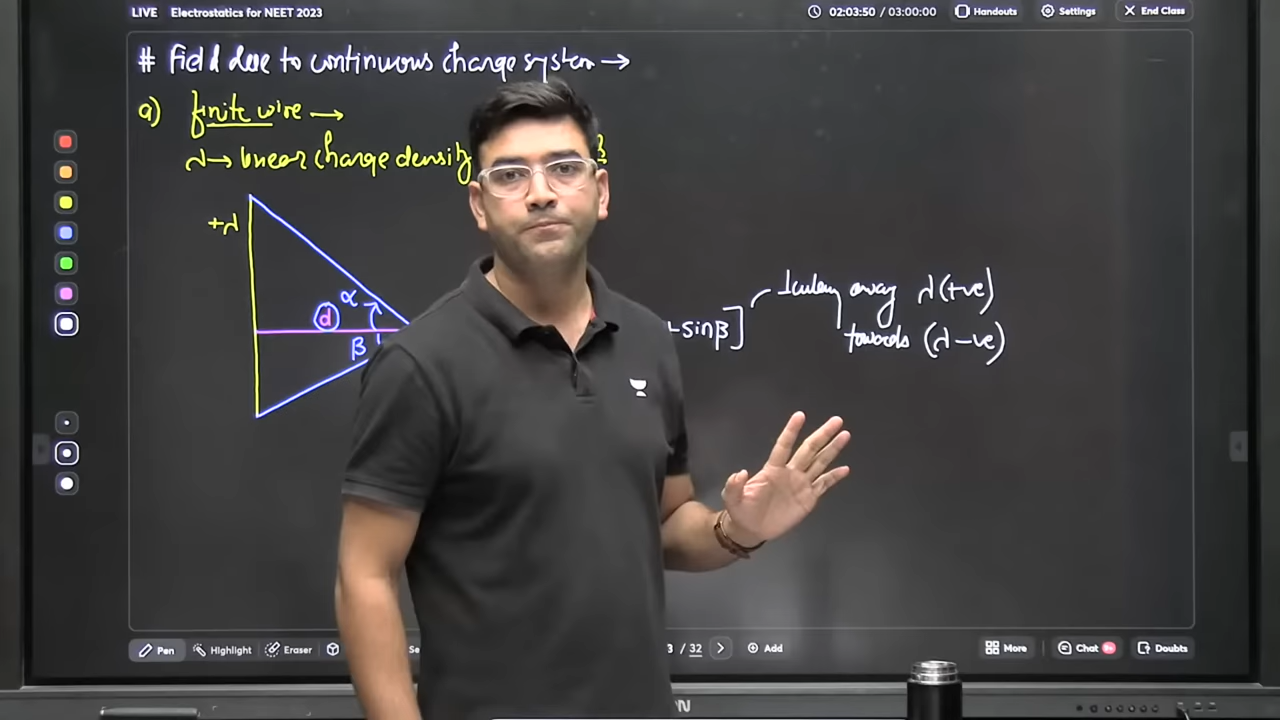 LIVE Electrostatics for NEET 2023
02:03:50 / 03:00:00 Handouts Settings End Class
# Field due to continuous charge system →
a) finite wire →
λ → linear charge density
+λ
α
d
β
+ sinβ]
away λ(+ve)
towards (λ -ve)
Pen Highlight Eraser
3 / 32 Add
More Chat Doubts